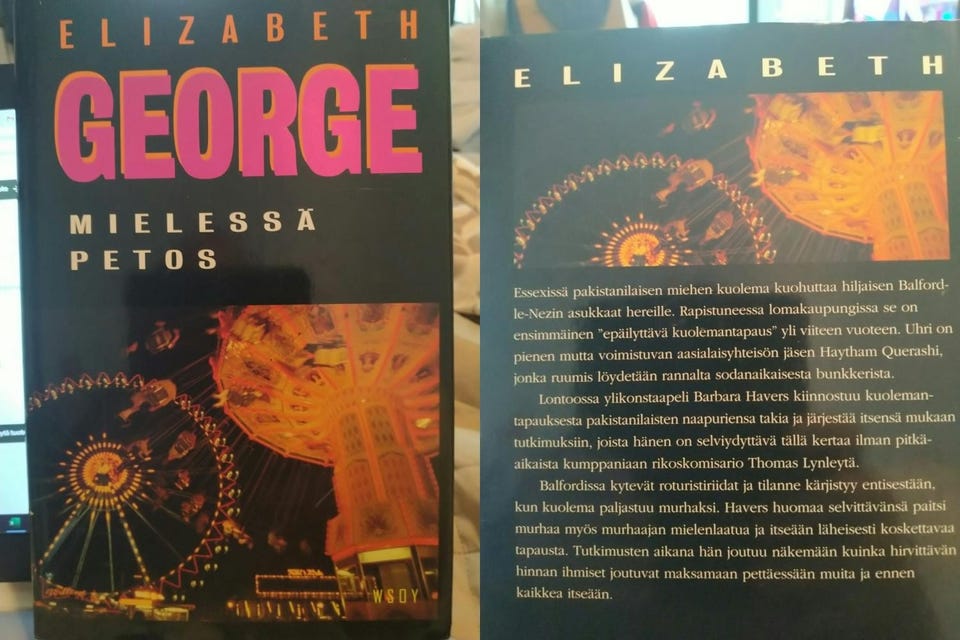 ELIZABETH
GEORGE
MIELESSÄ
PETOS
WSOY
ELIZABETH
Essexissä pakistanilaisen miehen kuolema kuohuttaa hiljaisen Balford-
le-Nezin asukkaat hereille. Rapistuneessa lomakaupungissa se on
ensimmäinen ”epäilyttävä kuolemantapaus” yli viiteen vuoteen. Uhri on
pienen mutta voimistuvan aasialaisyhteisön jäsen Haytham Querashi,
jonka ruumis löydetään rannalta sodanaikaisesta bunkkerista.
Lontoossa ylikonstaapeli Barbara Havers kiinnostuu kuoleman-
tapauksesta pakistanilaisten naapuriensa takia ja järjestää itsensä mukaan
tutkimuksiin, joista hänen on selviydyttävä tällä kertaa ilman pitkä-
aikaista kumppaniaan rikoskomisario Thomas Lynleytä.
Balfordissa kytevät roturistiriidat ja tilanne kärjistyy entisestään,
kun kuolema paljastuu murhaksi. Havers huomaa selvittävänsä paitsi
murhaa myös murhaajan mielenlaatua ja itseään läheisesti koskettavaa
tapausta. Tutkimusten aikana hän joutuu näkemään kuinka hirvittävän
hinnan ihmiset joutuvat maksamaan pettäessään muita ja ennen
kaikkea itseään.